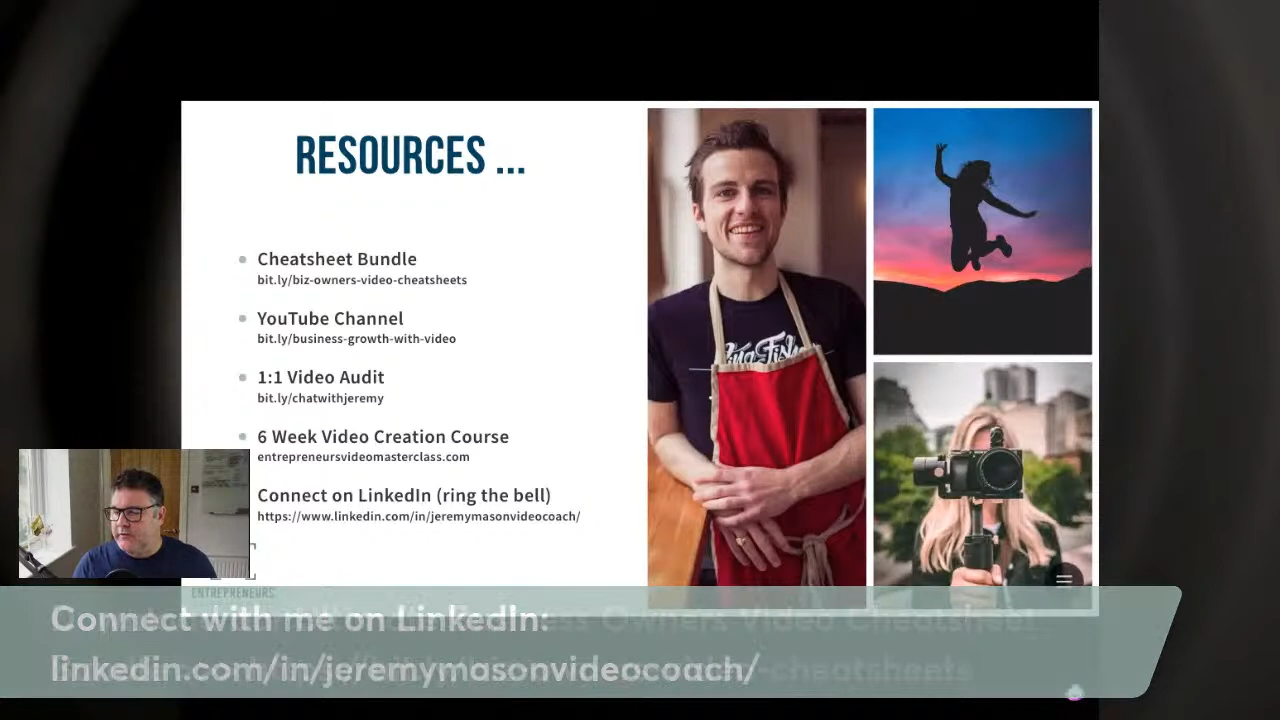 RESOURCES ...
Cheatsheet Bundle
bit.ly/biz-owners-video-cheatsheets
YouTube Channel
bit.ly/business-growth-with-video
1:1 Video Audit
bit.ly/chatwithjeremy
6 Week Video Creation Course
entrepreneursvideomasterclass.com
Connect on LinkedIn (ring the bell)
https://www.linkedin.com/in/jeremymasonvideocoach/
ENTREPRENEURS
Connect with me on LinkedIn:
linkedin.com/in/jeremymasonvideocoach/